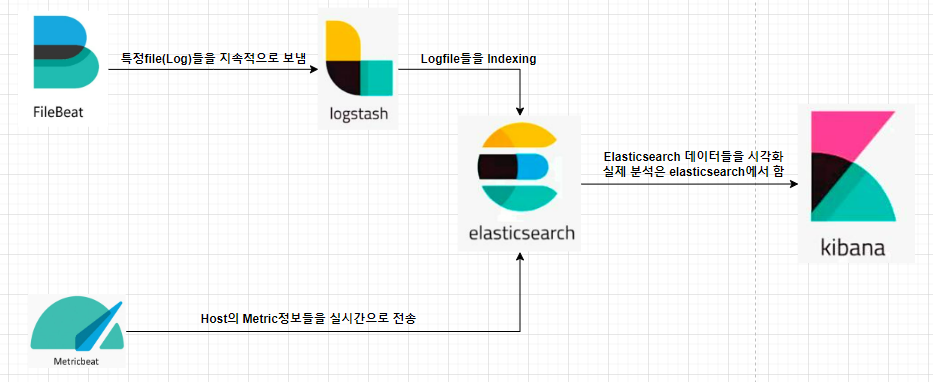 특정file(Log)들을 지속적으로 보냄
FileBeat
logstash
Logfile들을 Indexing
elasticsearch
Elasticsearch 데이터들을 시각화
실제 분석은 elasticsearch에서 함
kibana
Host의 Metric정보들을 실시간으로 전송
Metricbeat